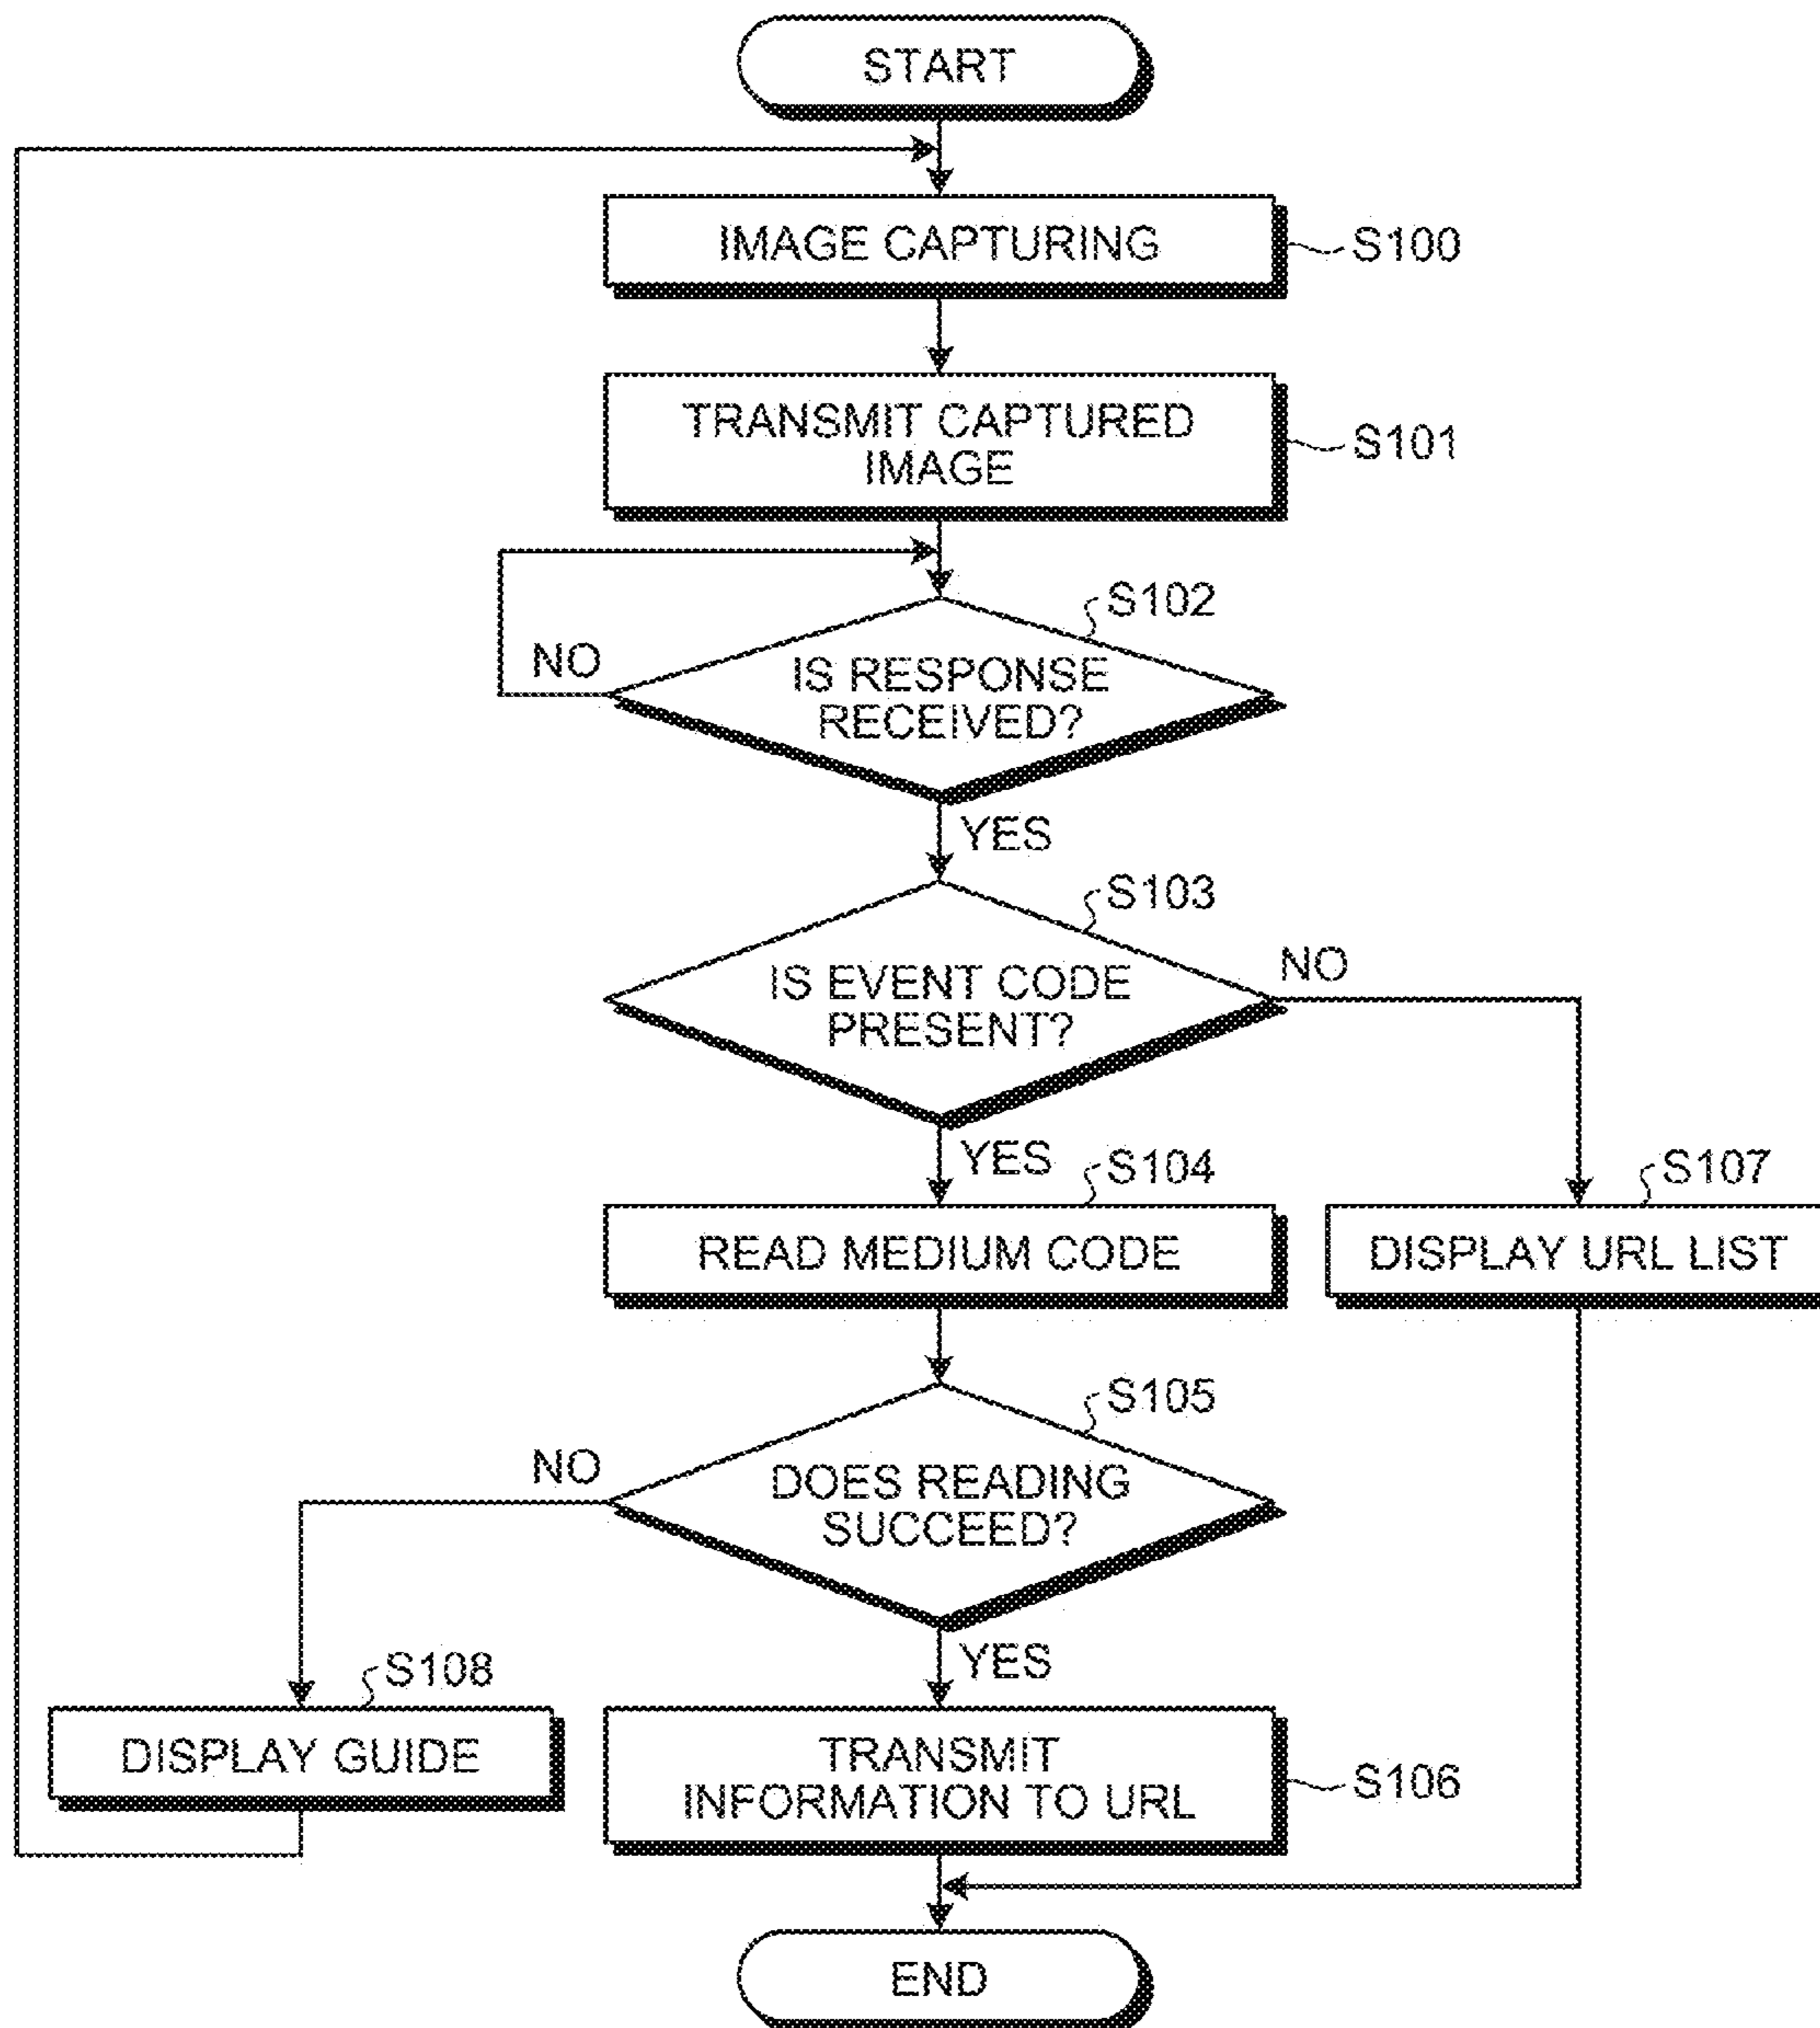 START
IMAGE CAPTURING
S100
TRANSMIT CAPTURED
IMAGE
S101
S102
NO
IS RESPONSE
RECEIVED?
YES
S103
NO
IS EVENT CODE
PRESENT?
YES
S104
S107
READ MEDIUM CODE
DISPLAY URL LIST
S105
NO
DOES READING
SUCCEED?
YES
S108
DISPLAY GUIDE
TRANSMIT
INFORMATION TO URL
S106
END